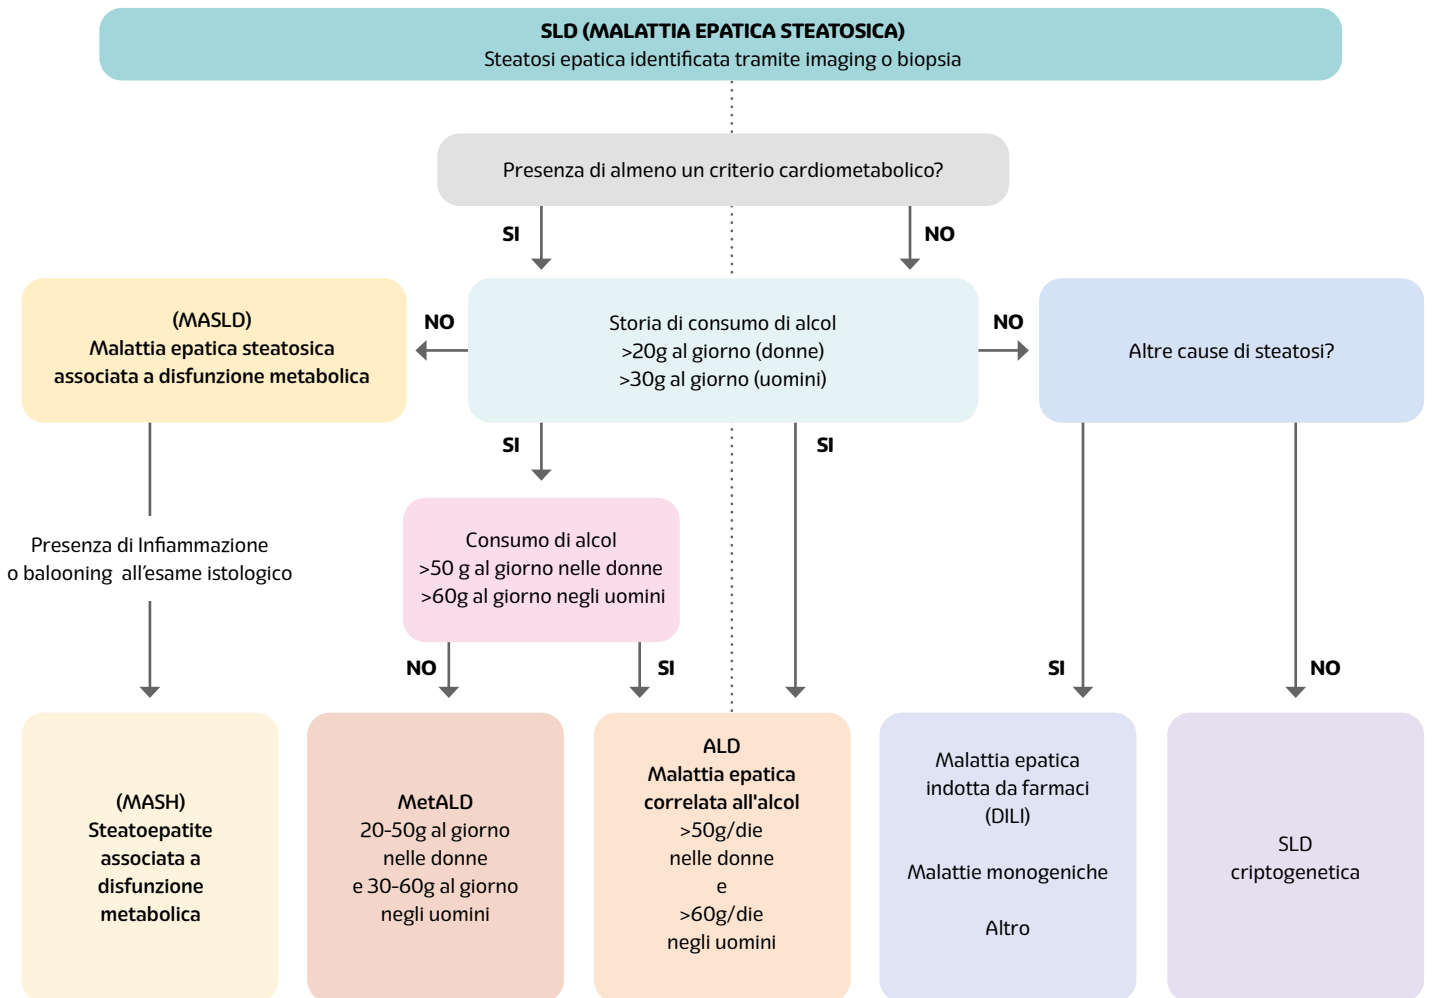 SLD (MALATTIA EPATICA STEATOSICA)
Steatosi epatica identificata tramite imaging o biopsia
Presenza di almeno un criterio cardiometabolico?
SI
NO
(MASLD)
Malattia epatica steatosica
associata a disfunzione metabolica
NO
Storia di consumo di alcol
>20g al giorno (donne)
>30g al giorno (uomini)
NO
Altre cause di steatosi?
SI
SI
Presenza di Infiammazione
o balooning all'esame istologico
Consumo di alcol
>50 g al giorno nelle donne
>60g al giorno negli uomini
NO
SI
SI
NO
(MASH)
Steatoepatite
associata a
disfunzione
metabolica
MetALD
20-50g al giorno
nelle donne
e 30-60g al giorno
negli uomini
ALD
Malattia epatica
correlata all'alcol
>50g/die
nelle donne
e
>60g/die
negli uomini
Malattia epatica
indotta da farmaci
(DILI)
Malattie monogeniche
Altro
SLD
criptogenetica